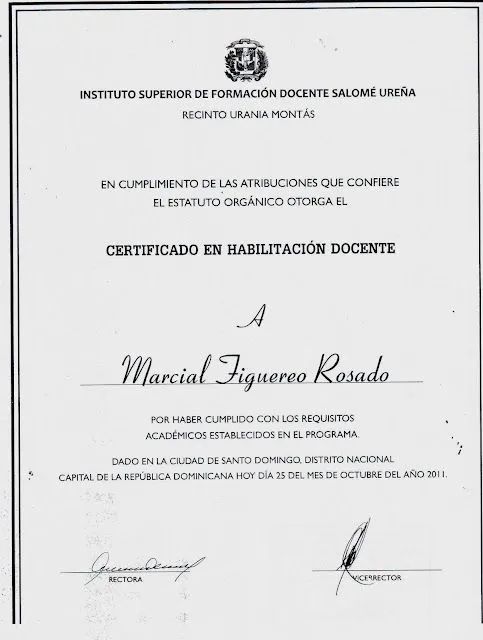 INSTITUTO SUPERIOR DE FORMACIÓN DOCENTE SALOMÉ UREÑA
RECINTO URANIA MONTÁS
EN CUMPLIMIENTO DE LAS ATRIBUCIONES QUE CONFIERE
EL ESTATUTO ORGÁNICO OTORGA EL
CERTIFICADO EN HABILITACIÓN DOCENTE
A
Marcial Figuereo Rosado
POR HABER CUMPLIDO CON LOS REQUISITOS
ACADÉMICOS ESTABLECIDOS EN EL PROGRAMA.
DADO EN LA CIUDAD DE SANTO DOMINGO, DISTRITO NACIONAL
CAPITAL DE LA REPÚBLICA DOMINICANA HOY DÍA 25 DEL MES DE OCTUBRE DEL AÑO 2011.
RECTORA
VICERRECTOR